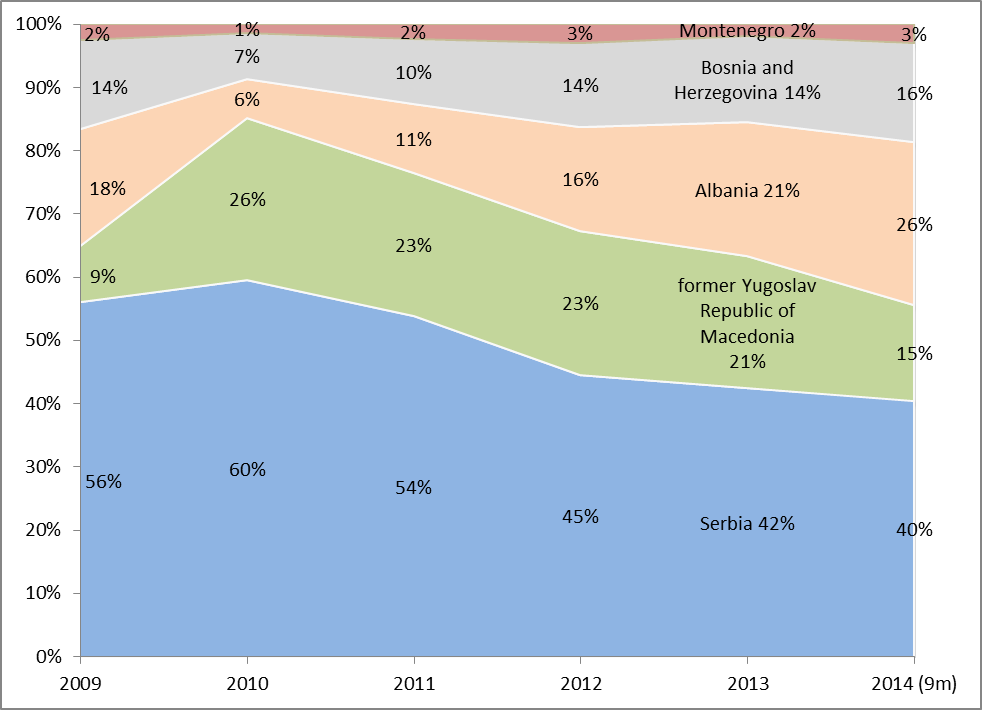 100%
90%
80%
70%
60%
50%
40%
30%
20%
10%
0%
2% 1% 2% 3% Montenegro 2% 3%
14% 7% 10% 14% Bosnia and
Herzegovina 14% 16%
18% 6% 11% 16% Albania 21% 26%
9% 26% 23% 23% former Yugoslav
Republic of
Macedonia
21% 15%
56% 60% 54% 45% Serbia 42% 40%
2009 2010 2011 2012 2013 2014 (9m)